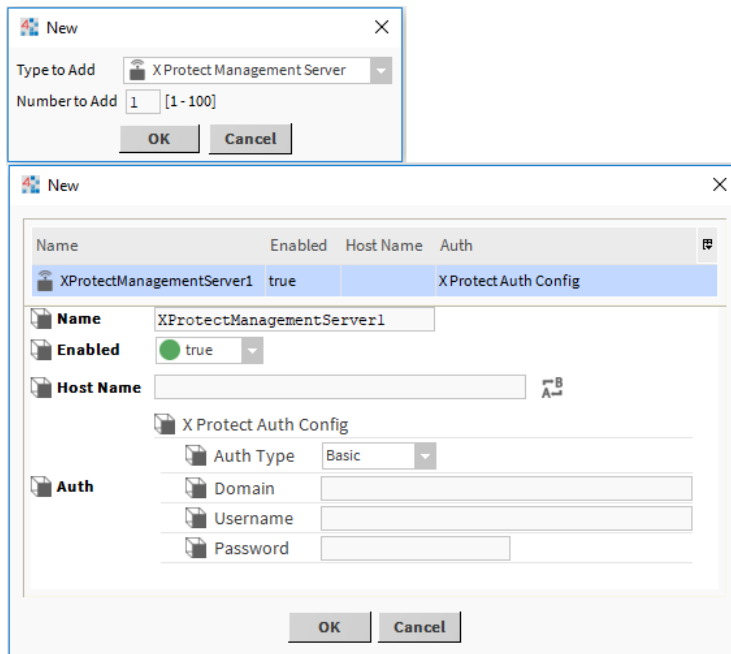 New
Type to Add X Protect Management Server
Number to Add 1 [1 - 100]
OK Cancel
New
Name Enabled Host Name Auth
XProtectManagementServer1 true X Protect Auth Config
Name XProtectManagementServer1
Enabled true
Host Name
X Protect Auth Config
Auth Type Basic
Auth Domain
Username
Password
OK Cancel